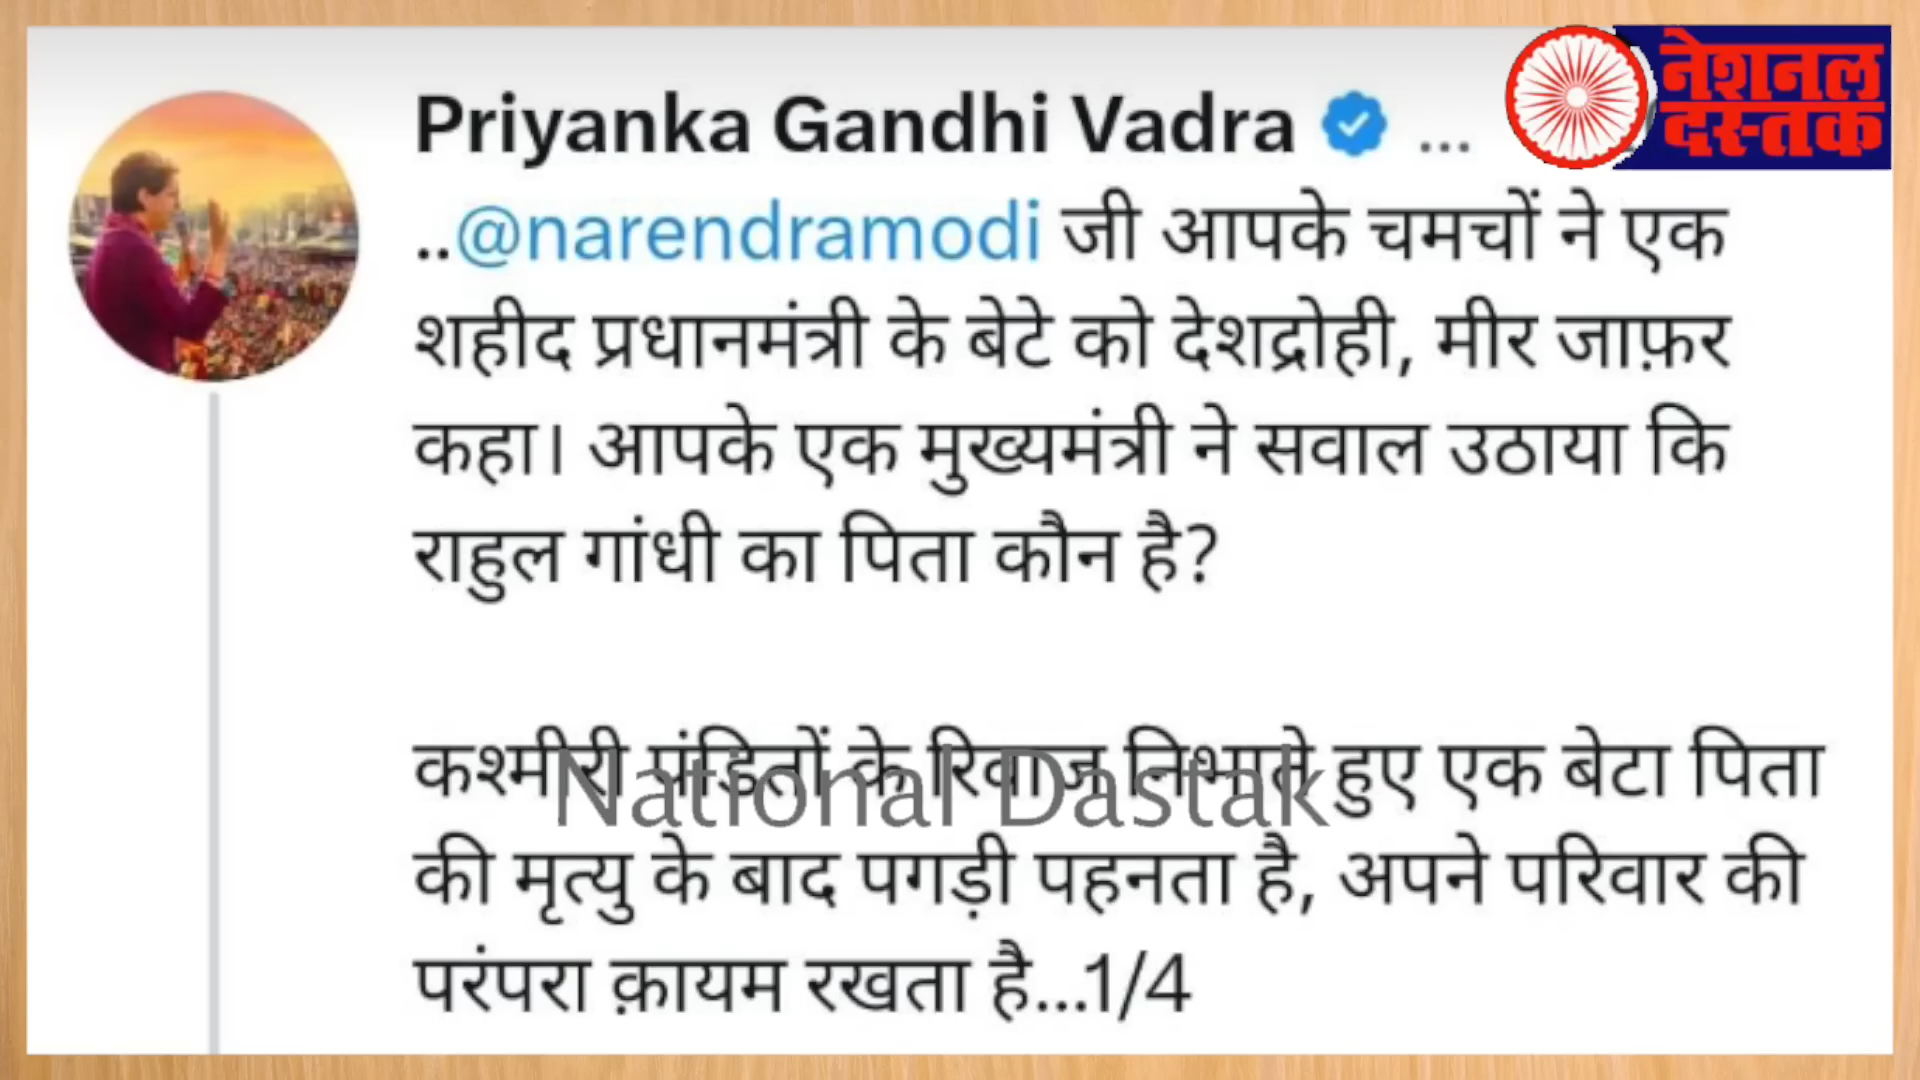 Priyanka Gandhi Vadra ...
नेशनल
दस्तक
..@narendramodi जी आपके चमचों ने एक
शहीद प्रधानमंत्री के बेटे को देशद्रोही, मीर जाफ़र
कहा। आपके एक मुख्यमंत्री ने सवाल उठाया कि
राहुल गांधी का पिता कौन है?
कश्मीरी पंडितों के रिवाज निभाते हुए एक बेटा पिता
National Dastak
की मृत्यु के बाद पगड़ी पहनता है, अपने परिवार की
परंपरा क़ायम रखता है...1/4